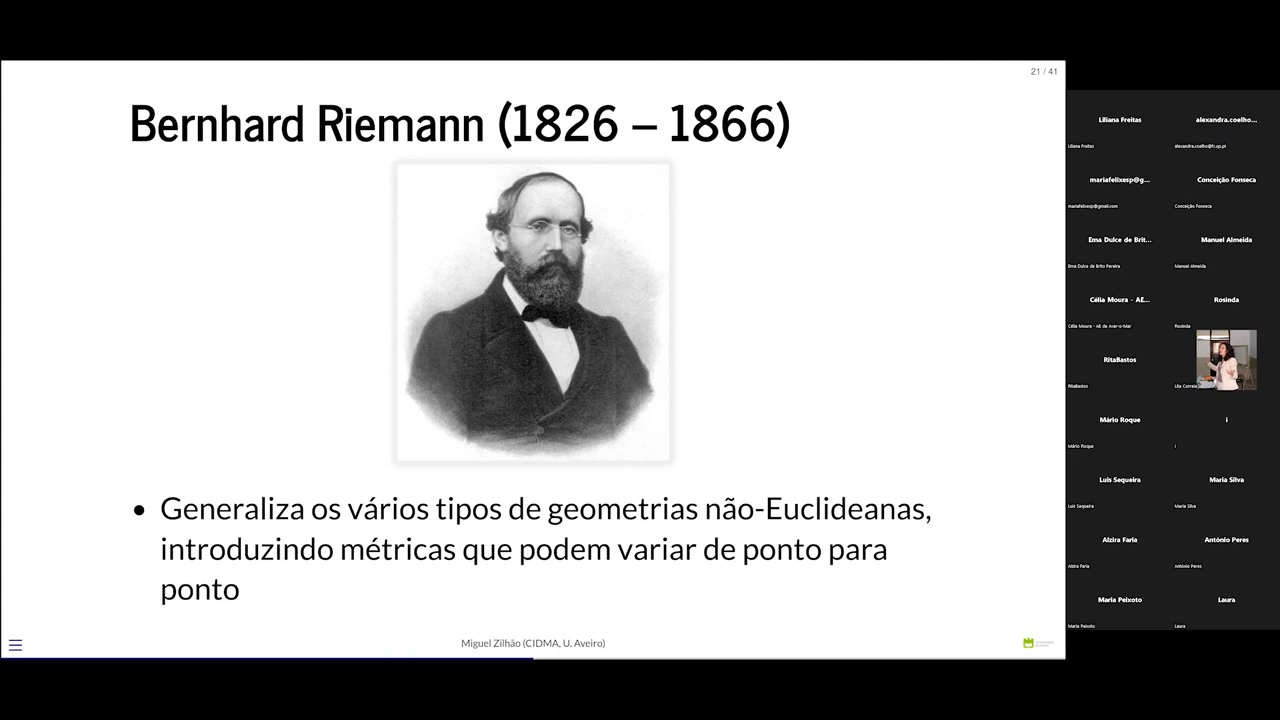 21 / 41
Bernhard Riemann (1826 – 1866)
• Generaliza os vários tipos de geometrias não-Euclideanas,
introduzindo métricas que podem variar de ponto para
ponto
Miguel Zilhão (CIDMA, U. Aveiro)
Liliana Freitas
Liliana Freitas
alexandra.coelho...
alexandra.coelho@fc.up.pt
mariafelixesp@g...
mariafelixesp@gmail.com
Conceição Fonseca
Conceição Fonseca
Ema Dulce de Brit...
Ema Dulce de Brito Pereira
Manuel Almeida
Manuel Almeida
Célia Moura - AE...
Célia Moura - AE de Aver-o-Mar
Rosinda
Rosinda
RitaBastos
RitaBastos
Lita Correia
Mário Roque
Mário Roque
i
i
Luis Sequeira
Luis Sequeira
Maria Silva
Maria Silva
Alzira Faria
Alzira Faria
António Peres
António Peres
Maria Peixoto
Maria Peixoto
Laura
Laura